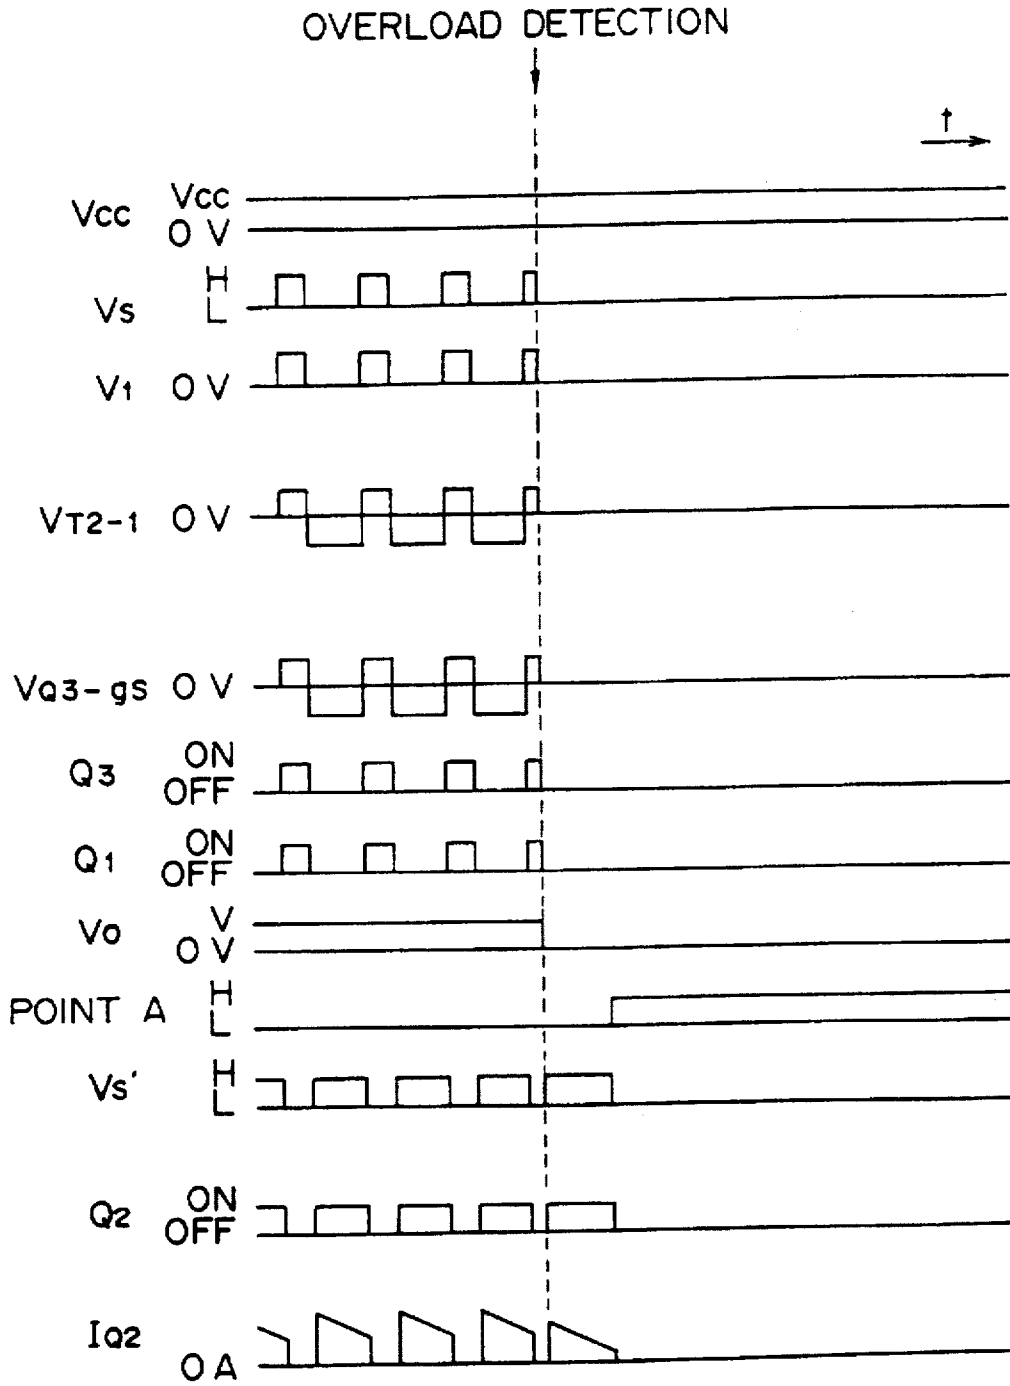 OVERLOAD DETECTION
t
Vcc Vcc
0 V
Vs H
L
V1 0 V
VT2-1 0 V
VQ3-gs 0 V
Q3 ON
OFF
Q1 ON
OFF
Vo V
0 V
POINT A H
L
Vs' H
L
Q2 ON
OFF
IQ2
0 A